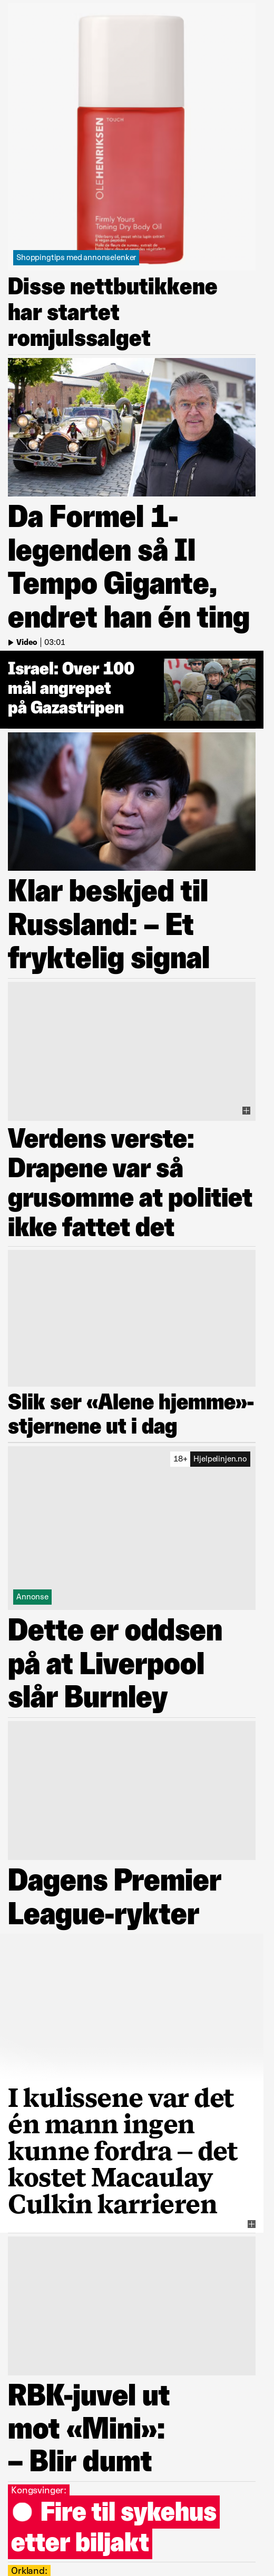 OLEHENRIKSEN
TOUCH
Firmly Yours
Toning Dry Body Oil
Shoppingtips med annonselenker
Disse nettbutikkene
har startet
romjulssalget
Da Formel 1-
legenden så Il
Tempo Gigante,
endret han én ting
Video | 03:01
Israel: Over 100
mål angrepet
på Gazastripen
Klar beskjed til
Russland: – Et
fryktelig signal
Verdens verste:
Drapene var så
grusomme at politiet
ikke fattet det
Slik ser «Alene hjemme»-
stjernene ut i dag
18+ Hjelpelinjen.no
Annonse
Dette er oddsen
på at Liverpool
slår Burnley
Dagens Premier
League-rykter
I kulissene var det
én mann ingen
kunne fordra – det
kostet Macaulay
Culkin karrieren
RBK-juvel ut
mot «Mini»:
– Blir dumt
Kongsvinger:
Fire til sykehus
etter biljakt
Orkland: